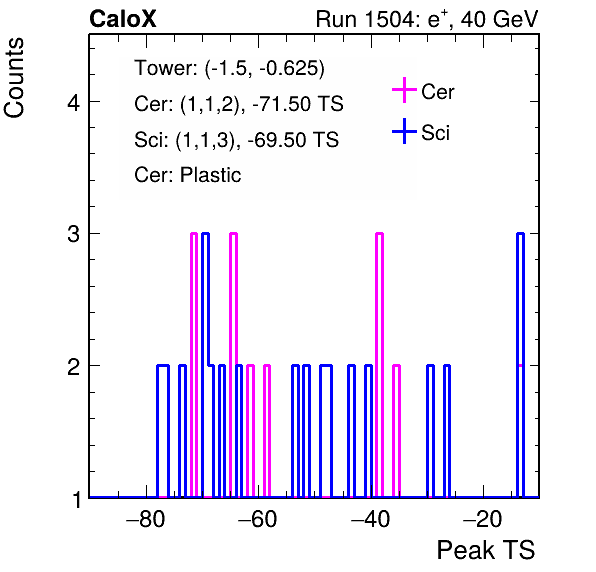 CaloX Run 1504: e⁺, 40 GeV
Counts
Tower: (-1.5, -0.625)
Cer: (1,1,2), -71.50 TS
Sci: (1,1,3), -69.50 TS
Cer: Plastic
Cer
Sci
4
3
2
1
−80 −60 −40 −20
Peak TS